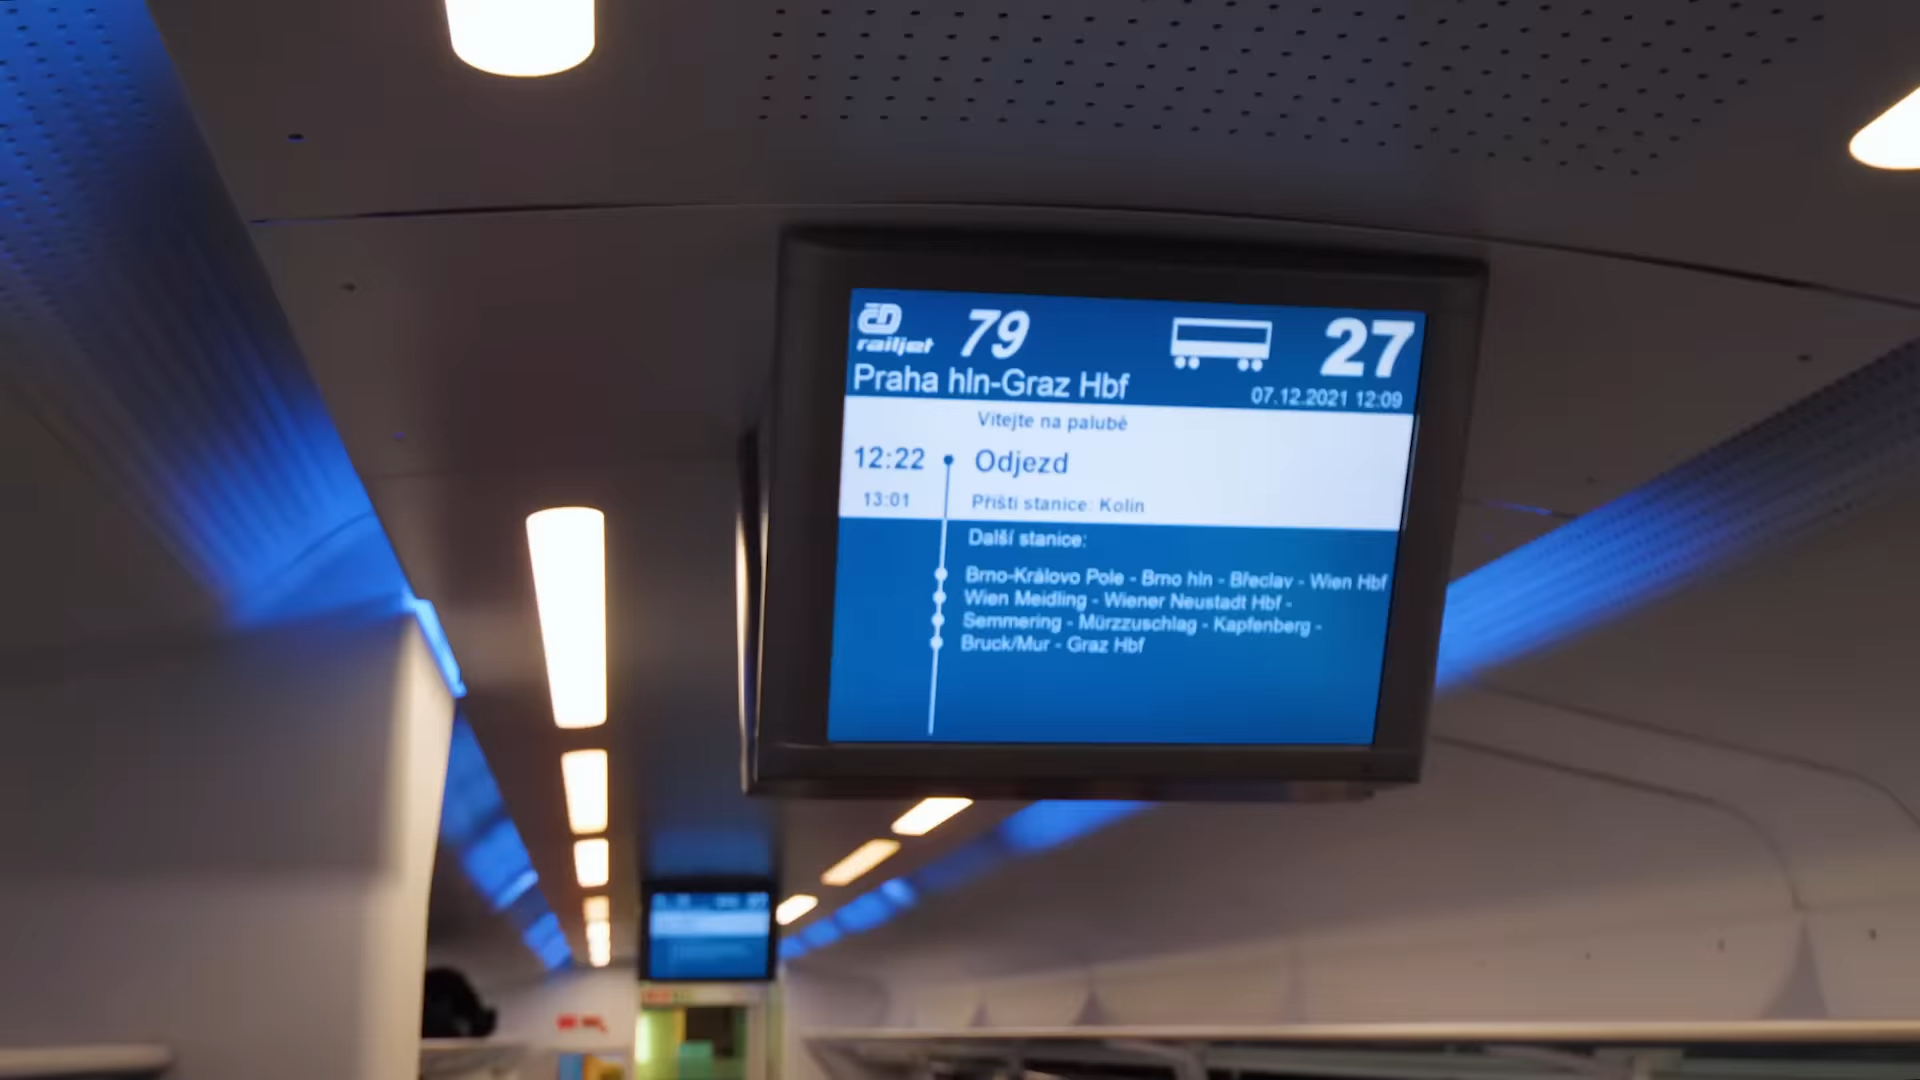 ČD railjet 79 27
Praha hln-Graz Hbf
07.12.2021 12:09
Vítejte na palubě
12:22 Odjezd
13:01 Příští stanice: Kolín
Další stanice:
Brno-Královo Pole - Brno hln - Břeclav - Wien Hbf
Wien Meidling - Wiener Neustadt Hbf -
Semmering - Mürzzuschlag - Kapfenberg -
Bruck/Mur - Graz Hbf